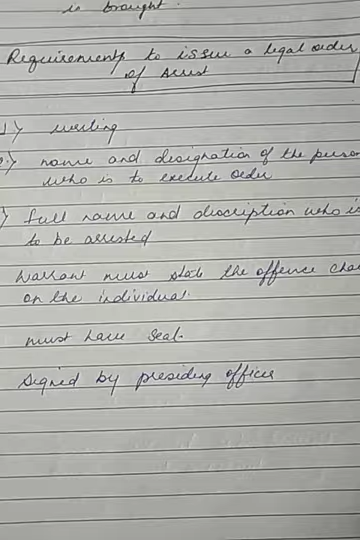 is brought.
Requirements to issue a legal order
of arrest
1) writing
2) name and designation of the person
who is to execute order
) full name and discription who is
to be arrested
Warrant must state the offence cha
on the individual.
must have seal.
signed by presiding officer